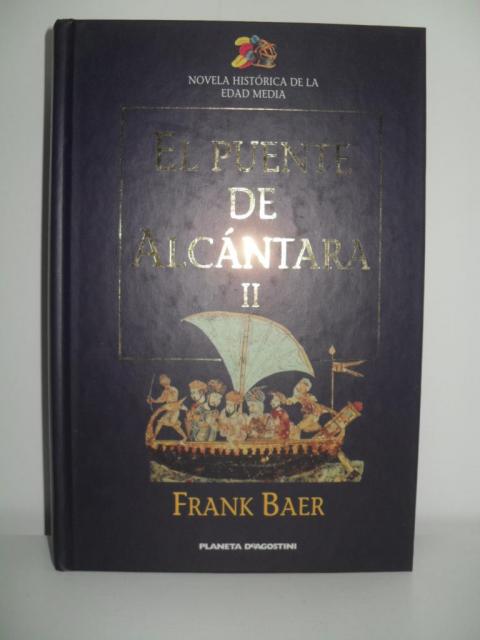 NOVELA HISTÓRICA DE LA
EDAD MEDIA
EL PUENTE
DE
ALCÁNTARA
II
FRANK BAER
PLANETA DEAGOSTINI